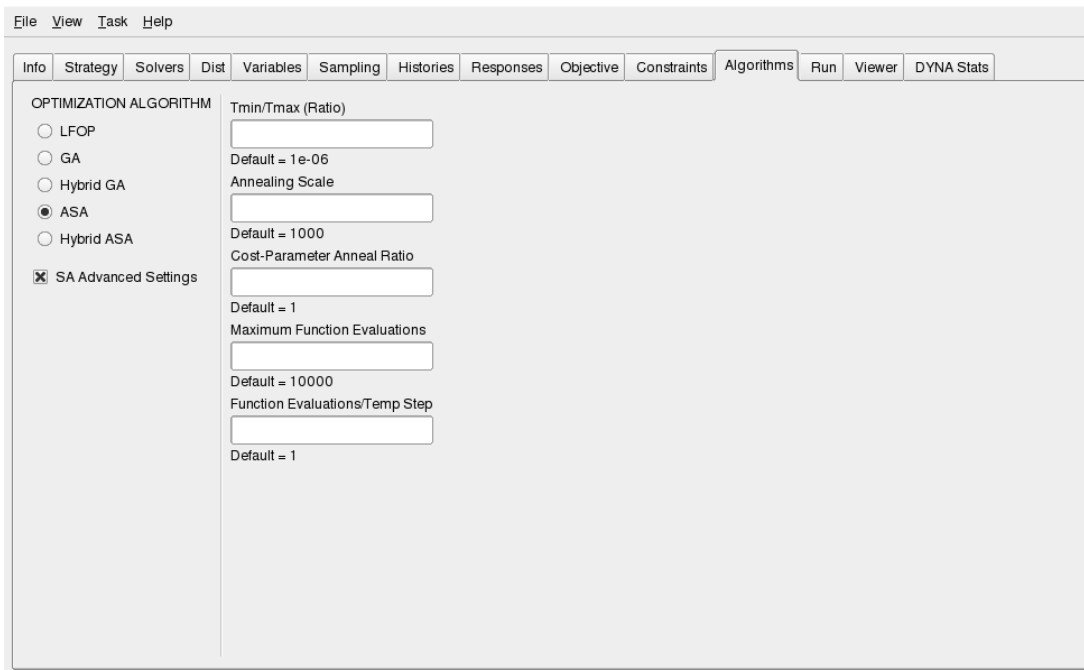 File View Task Help
Info Strategy Solvers Dist Variables Sampling Histories Responses Objective Constraints Algorithms Run Viewer DYNA Stats
OPTIMIZATION ALGORITHM
LFOP
GA
Hybrid GA
ASA
Hybrid ASA
SA Advanced Settings
Tmin/Tmax (Ratio)
Default = 1e-06
Annealing Scale
Default = 1000
Cost-Parameter Anneal Ratio
Default = 1
Maximum Function Evaluations
Default = 10000
Function Evaluations/Temp Step
Default = 1